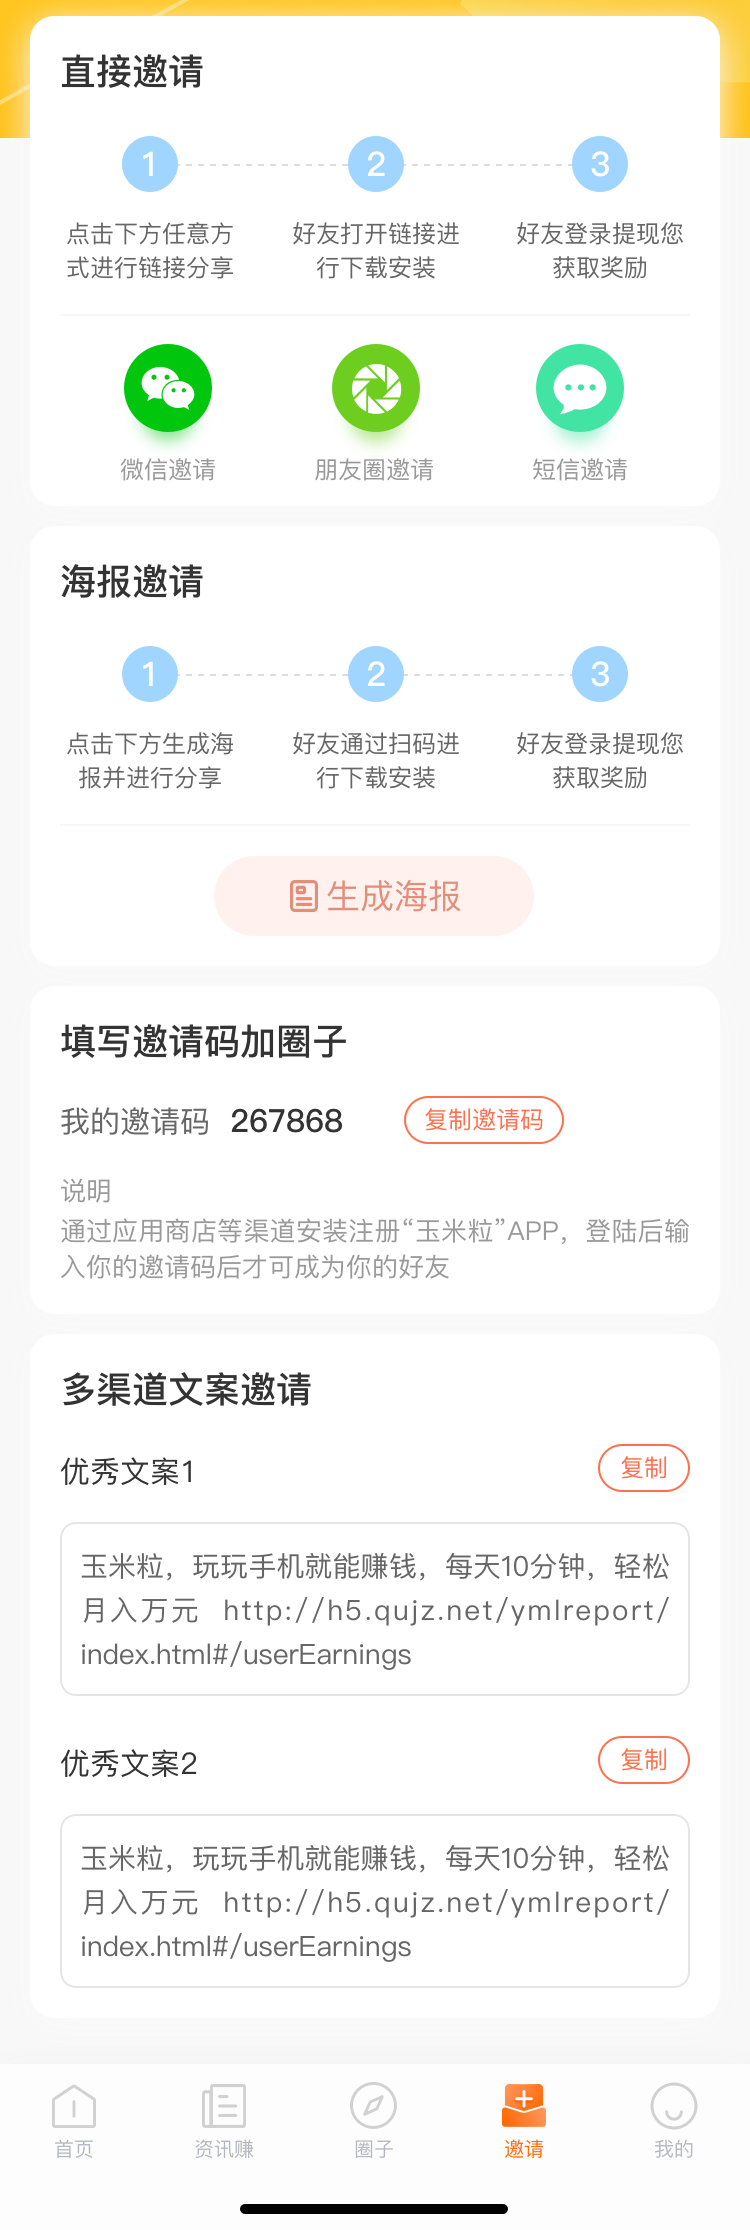 直接邀请
1 2 3
点击下方任意方 好友打开链接进 好友登录提现您
式进行链接分享 行下载安装 获取奖励
微信邀请 朋友圈邀请 短信邀请
海报邀请
1 2 3
点击下方生成海 好友通过扫码进 好友登录提现您
报并进行分享 行下载安装 获取奖励
生成海报
填写邀请码加圈子
我的邀请码 267868 复制邀请码
说明
通过应用商店等渠道安装注册“玉米粒”APP，登陆后输
入你的邀请码后才可成为你的好友
多渠道文案邀请
优秀文案1 复制
玉米粒，玩玩手机就能赚钱，每天10分钟，轻松
月入万元 http://h5.qujz.net/ymlreport/
index.html#/userEarnings
优秀文案2 复制
玉米粒，玩玩手机就能赚钱，每天10分钟，轻松
月入万元 http://h5.qujz.net/ymlreport/
index.html#/userEarnings
首页 资讯赚 圈子 邀请 我的